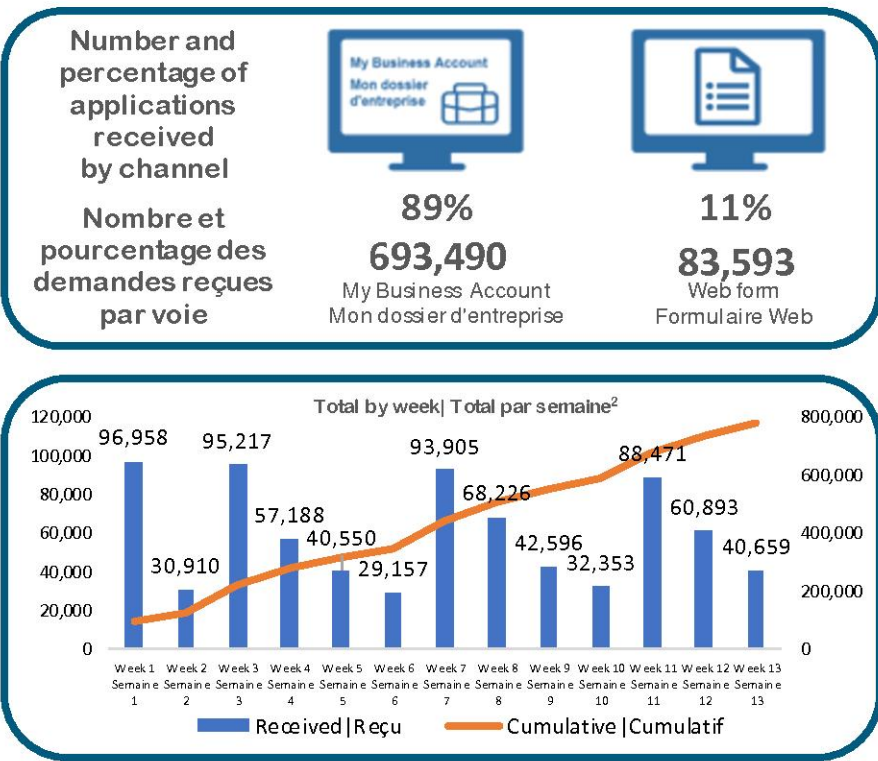 Number and
percentage of
applications
received
by channel
Nombre et
pourcentage des
demandes reçues
par voie
My Business Account
Mon dossier
d'entreprise
89%
693,490
My Business Account
Mon dossier d'entreprise
11%
83,593
Web form
Formulaire Web
Total by week| Total par semaine²
120,000
100,000
80,000
60,000
40,000
20,000
0
96,958
30,910
95,217
57,188
40,550
29,157
93,905
68,226
42,596
32,353
88,471
60,893
40,659
800,000
600,000
400,000
200,000
0
Week 1 Week 2 Week 3 Week 4 Week 5 Week 6 Week 7 Week 8 Week 9 Week 10 Week 11 Week 12 Week 13
Semaine Semaine Semaine Semaine Semaine Semaine Semaine Semaine Semaine Semaine Semaine Semaine Semaine
1 2 3 4 5 6 7 8 9 10 11 12 13
Received|Reçu Cumulative|Cumulatif